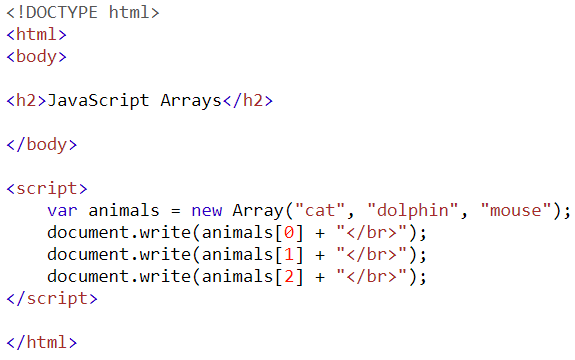 <!DOCTYPE html>
<html>
<body>
<h2>JavaScript Arrays</h2>
</body>
<script>
var animals = new Array("cat", "dolphin", "mouse");
document.write(animals[0] + "</br>");
document.write(animals[1] + "</br>");
document.write(animals[2] + "</br>");
</script>
</html>